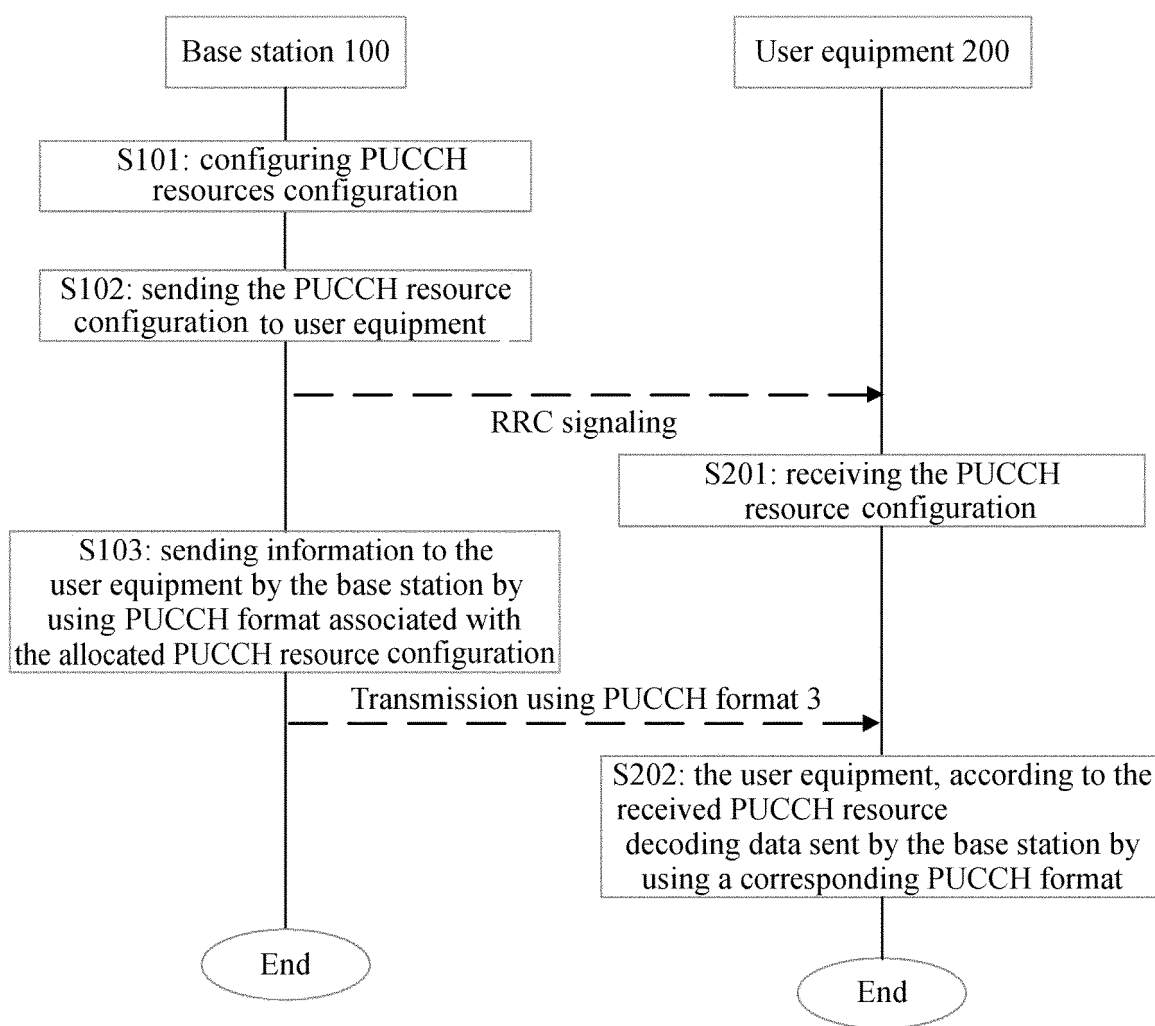 Base station 100
User equipment 200
S101: configuring PUCCH
resources configuration
S102: sending the PUCCH resource
configuration to user equipment
RRC signaling
S201: receiving the PUCCH
resource configuration
S103: sending information to the
user equipment by the base station by
using PUCCH format associated with
the allocated PUCCH resource configuration
Transmission using PUCCH format 3
S202: the user equipment, according to the
received PUCCH resource
decoding data sent by the base station by
using a corresponding PUCCH format
End
End